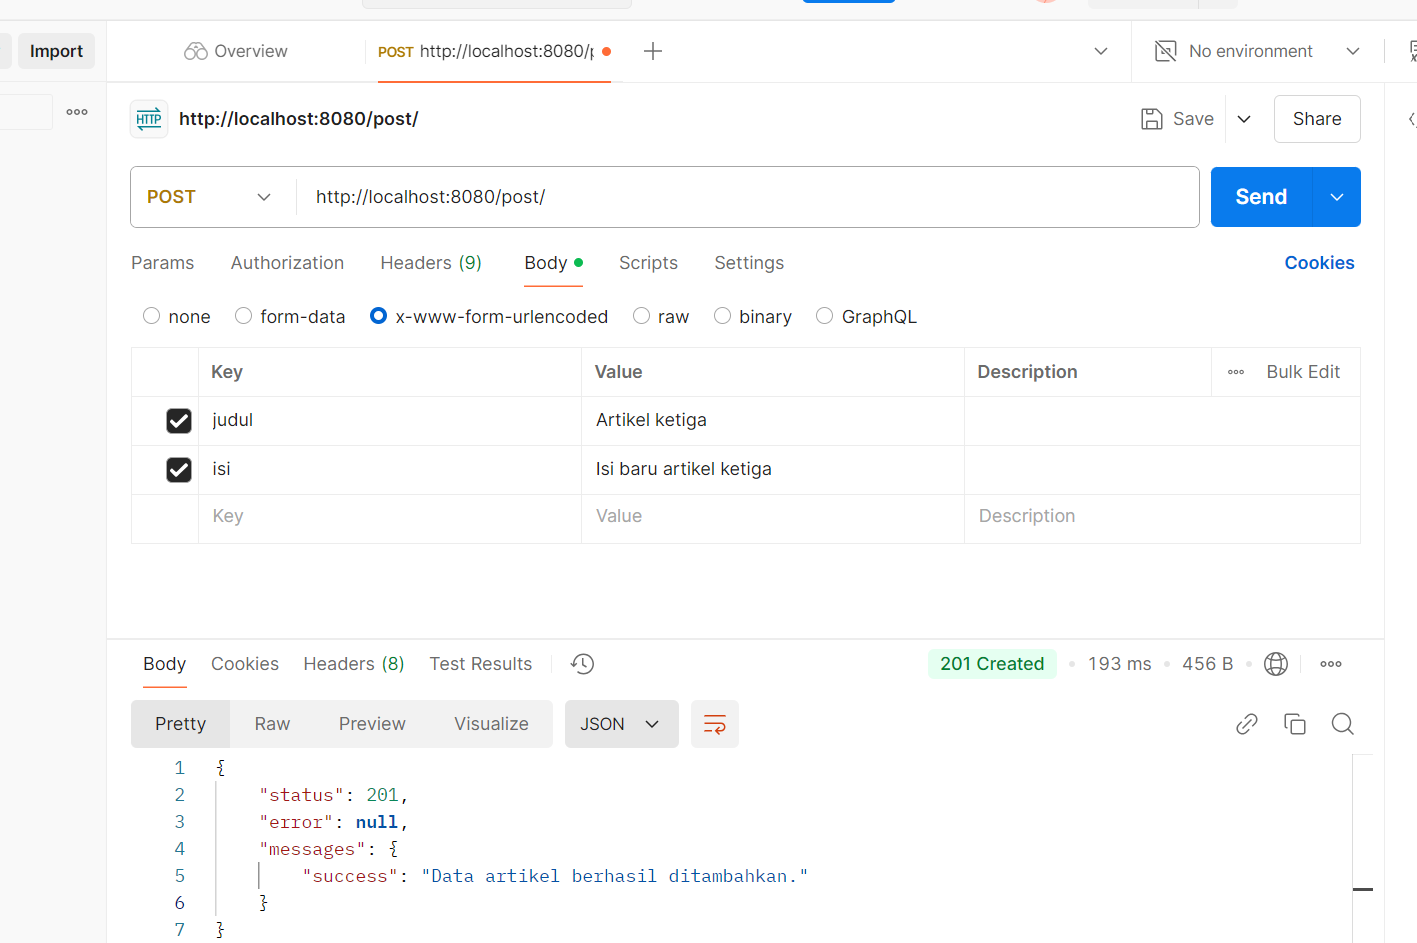 Import
Overview
POST http://localhost:8080/p
No environment
HTTP http://localhost:8080/post/
Save
Share
POST
http://localhost:8080/post/
Send
Params Authorization Headers (9) Body Scripts Settings Cookies
none form-data x-www-form-urlencoded raw binary GraphQL
Key Value Description Bulk Edit
judul Artikel ketiga
isi Isi baru artikel ketiga
Key Value Description
Body Cookies Headers (8) Test Results 201 Created 193 ms 456 B
Pretty Raw Preview Visualize JSON
1 {
2 "status": 201,
3 "error": null,
4 "messages": {
5 "success": "Data artikel berhasil ditambahkan."
6 }
7 }